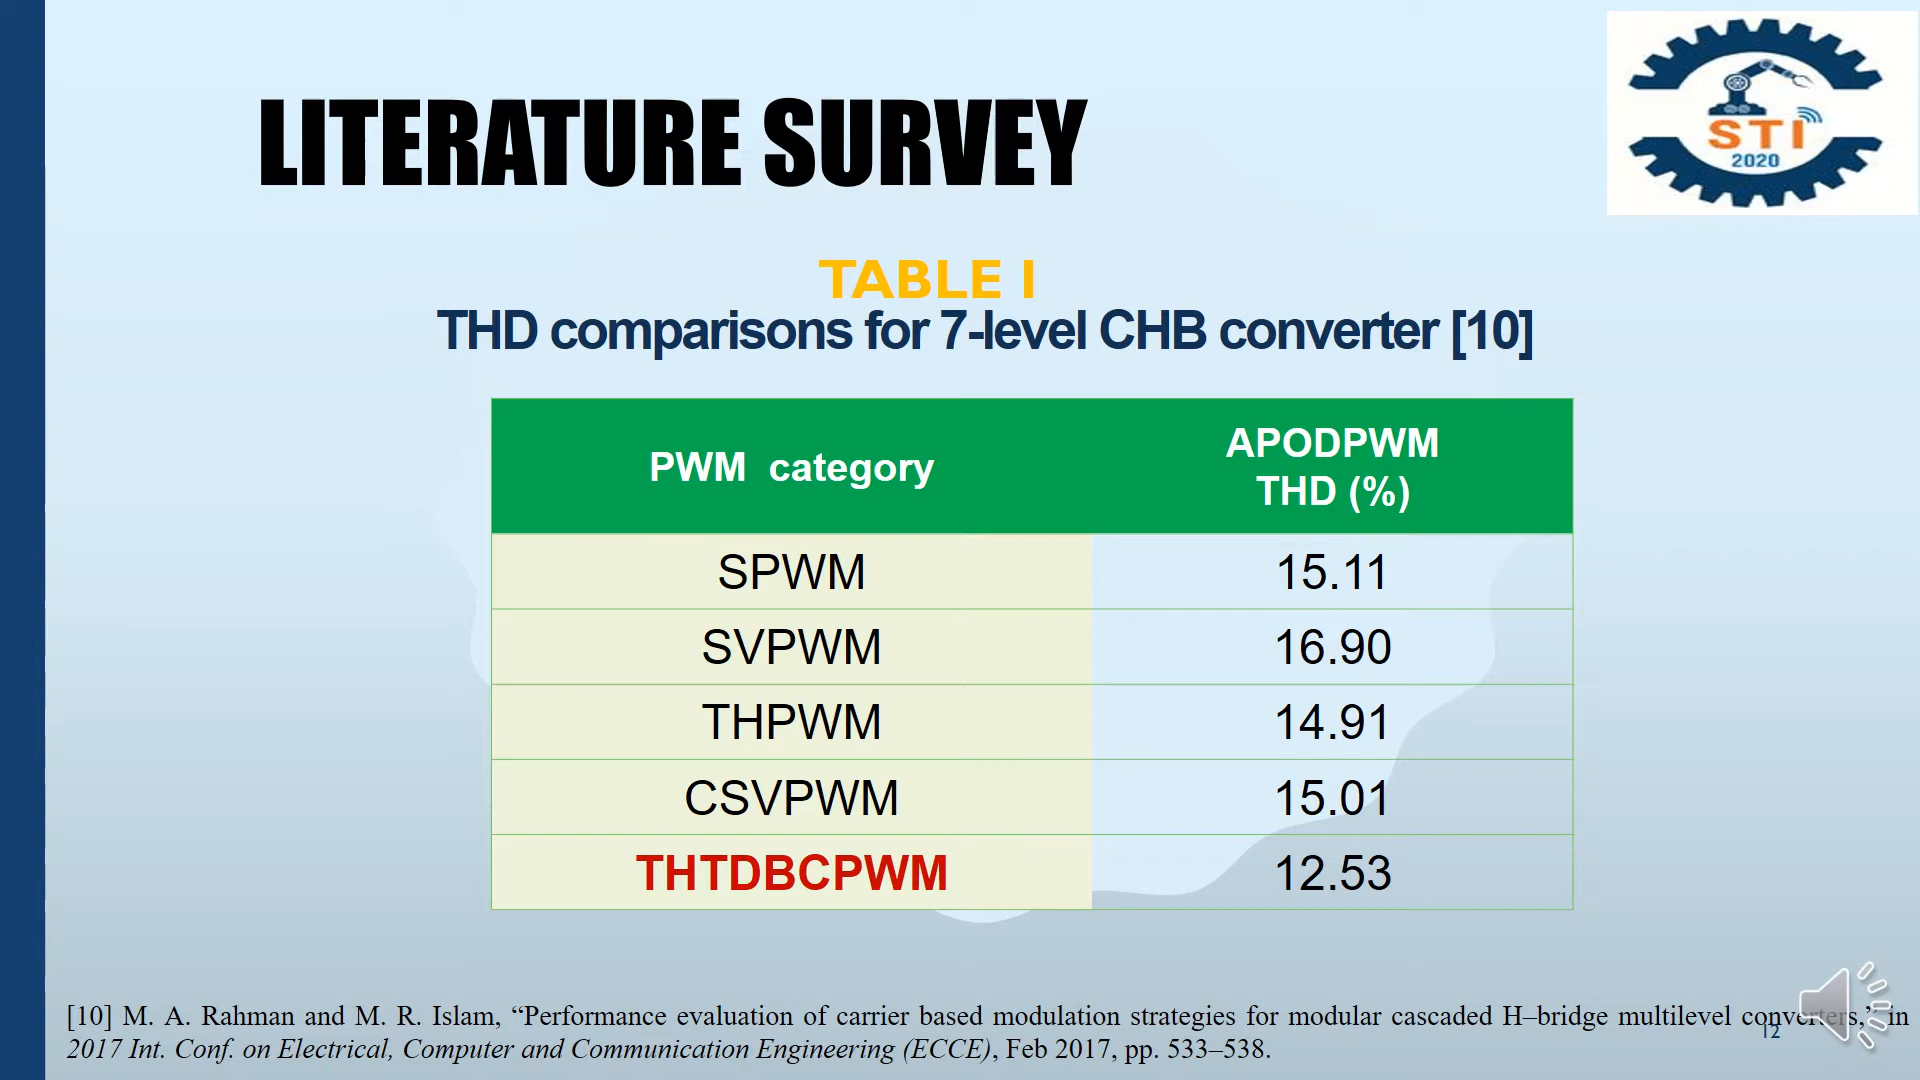 LITERATURE SURVEY
STI
2020
TABLE I
THD comparisons for 7-level CHB converter [10]
PWM category
APODPWM
THD (%)
SPWM
15.11
SVPWM
16.90
THPWM
14.91
CSVPWM
15.01
THTDBCPWM
12.53
[10] M. A. Rahman and M. R. Islam, “Performance evaluation of carrier based modulation strategies for modular cascaded H–bridge multilevel converters,” in
2017 Int. Conf. on Electrical, Computer and Communication Engineering (ECCE), Feb 2017, pp. 533–538.
12